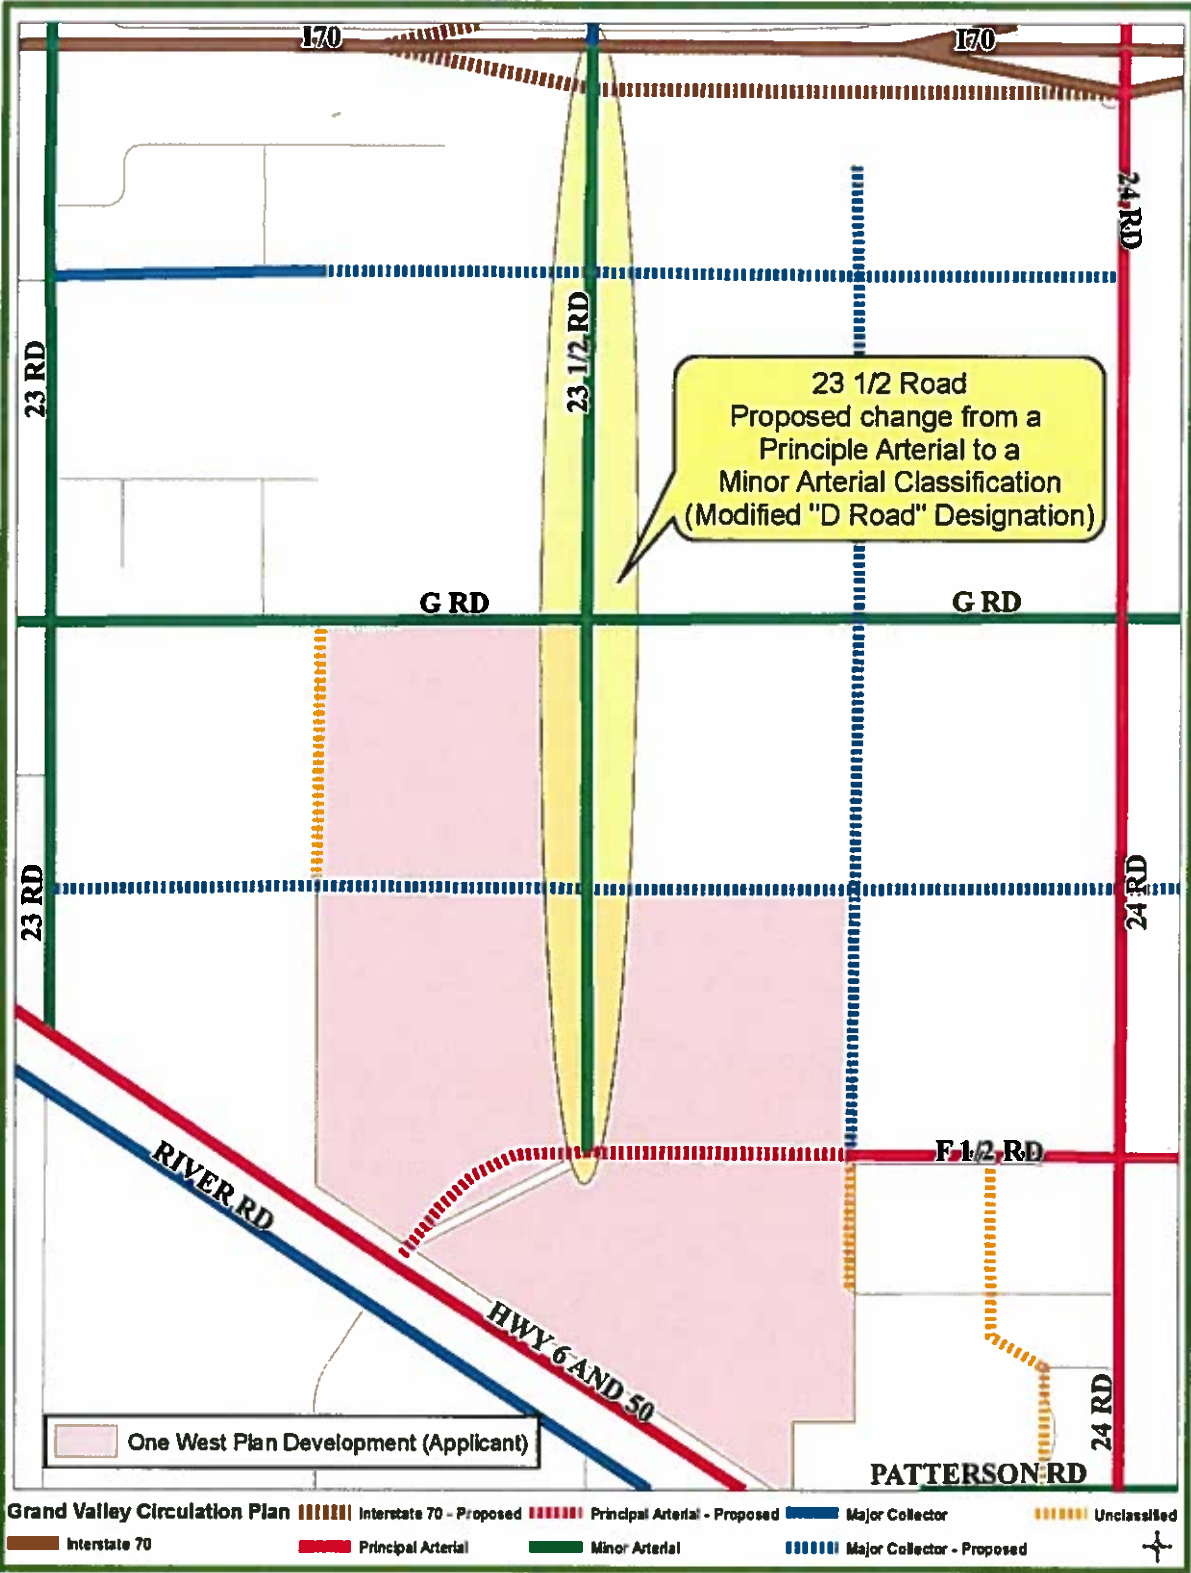 I70
I70
24 RD
23 1/2 RD
23 RD
23 1/2 Road
Proposed change from a
Principle Arterial to a
Minor Arterial Classification
(Modified "D Road" Designation)
G RD
G RD
23 RD
24 RD
F 1/2 RD
RIVER RD
HWY 6 AND 50
24 RD
One West Plan Development (Applicant)
PATTERSON RD
Grand Valley Circulation Plan Interstate 70 - Proposed Principal Arterial - Proposed Major Collector Unclassified
Interstate 70 Principal Arterial Minor Arterial Major Collector - Proposed